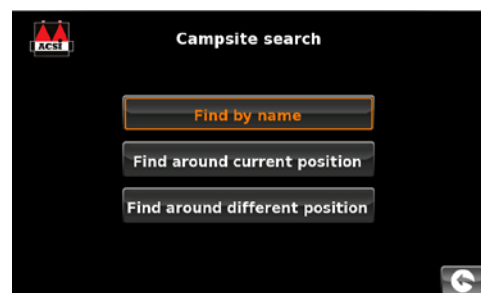 ACSI
Campsite search
Find by name
Find around current position
Find around different position